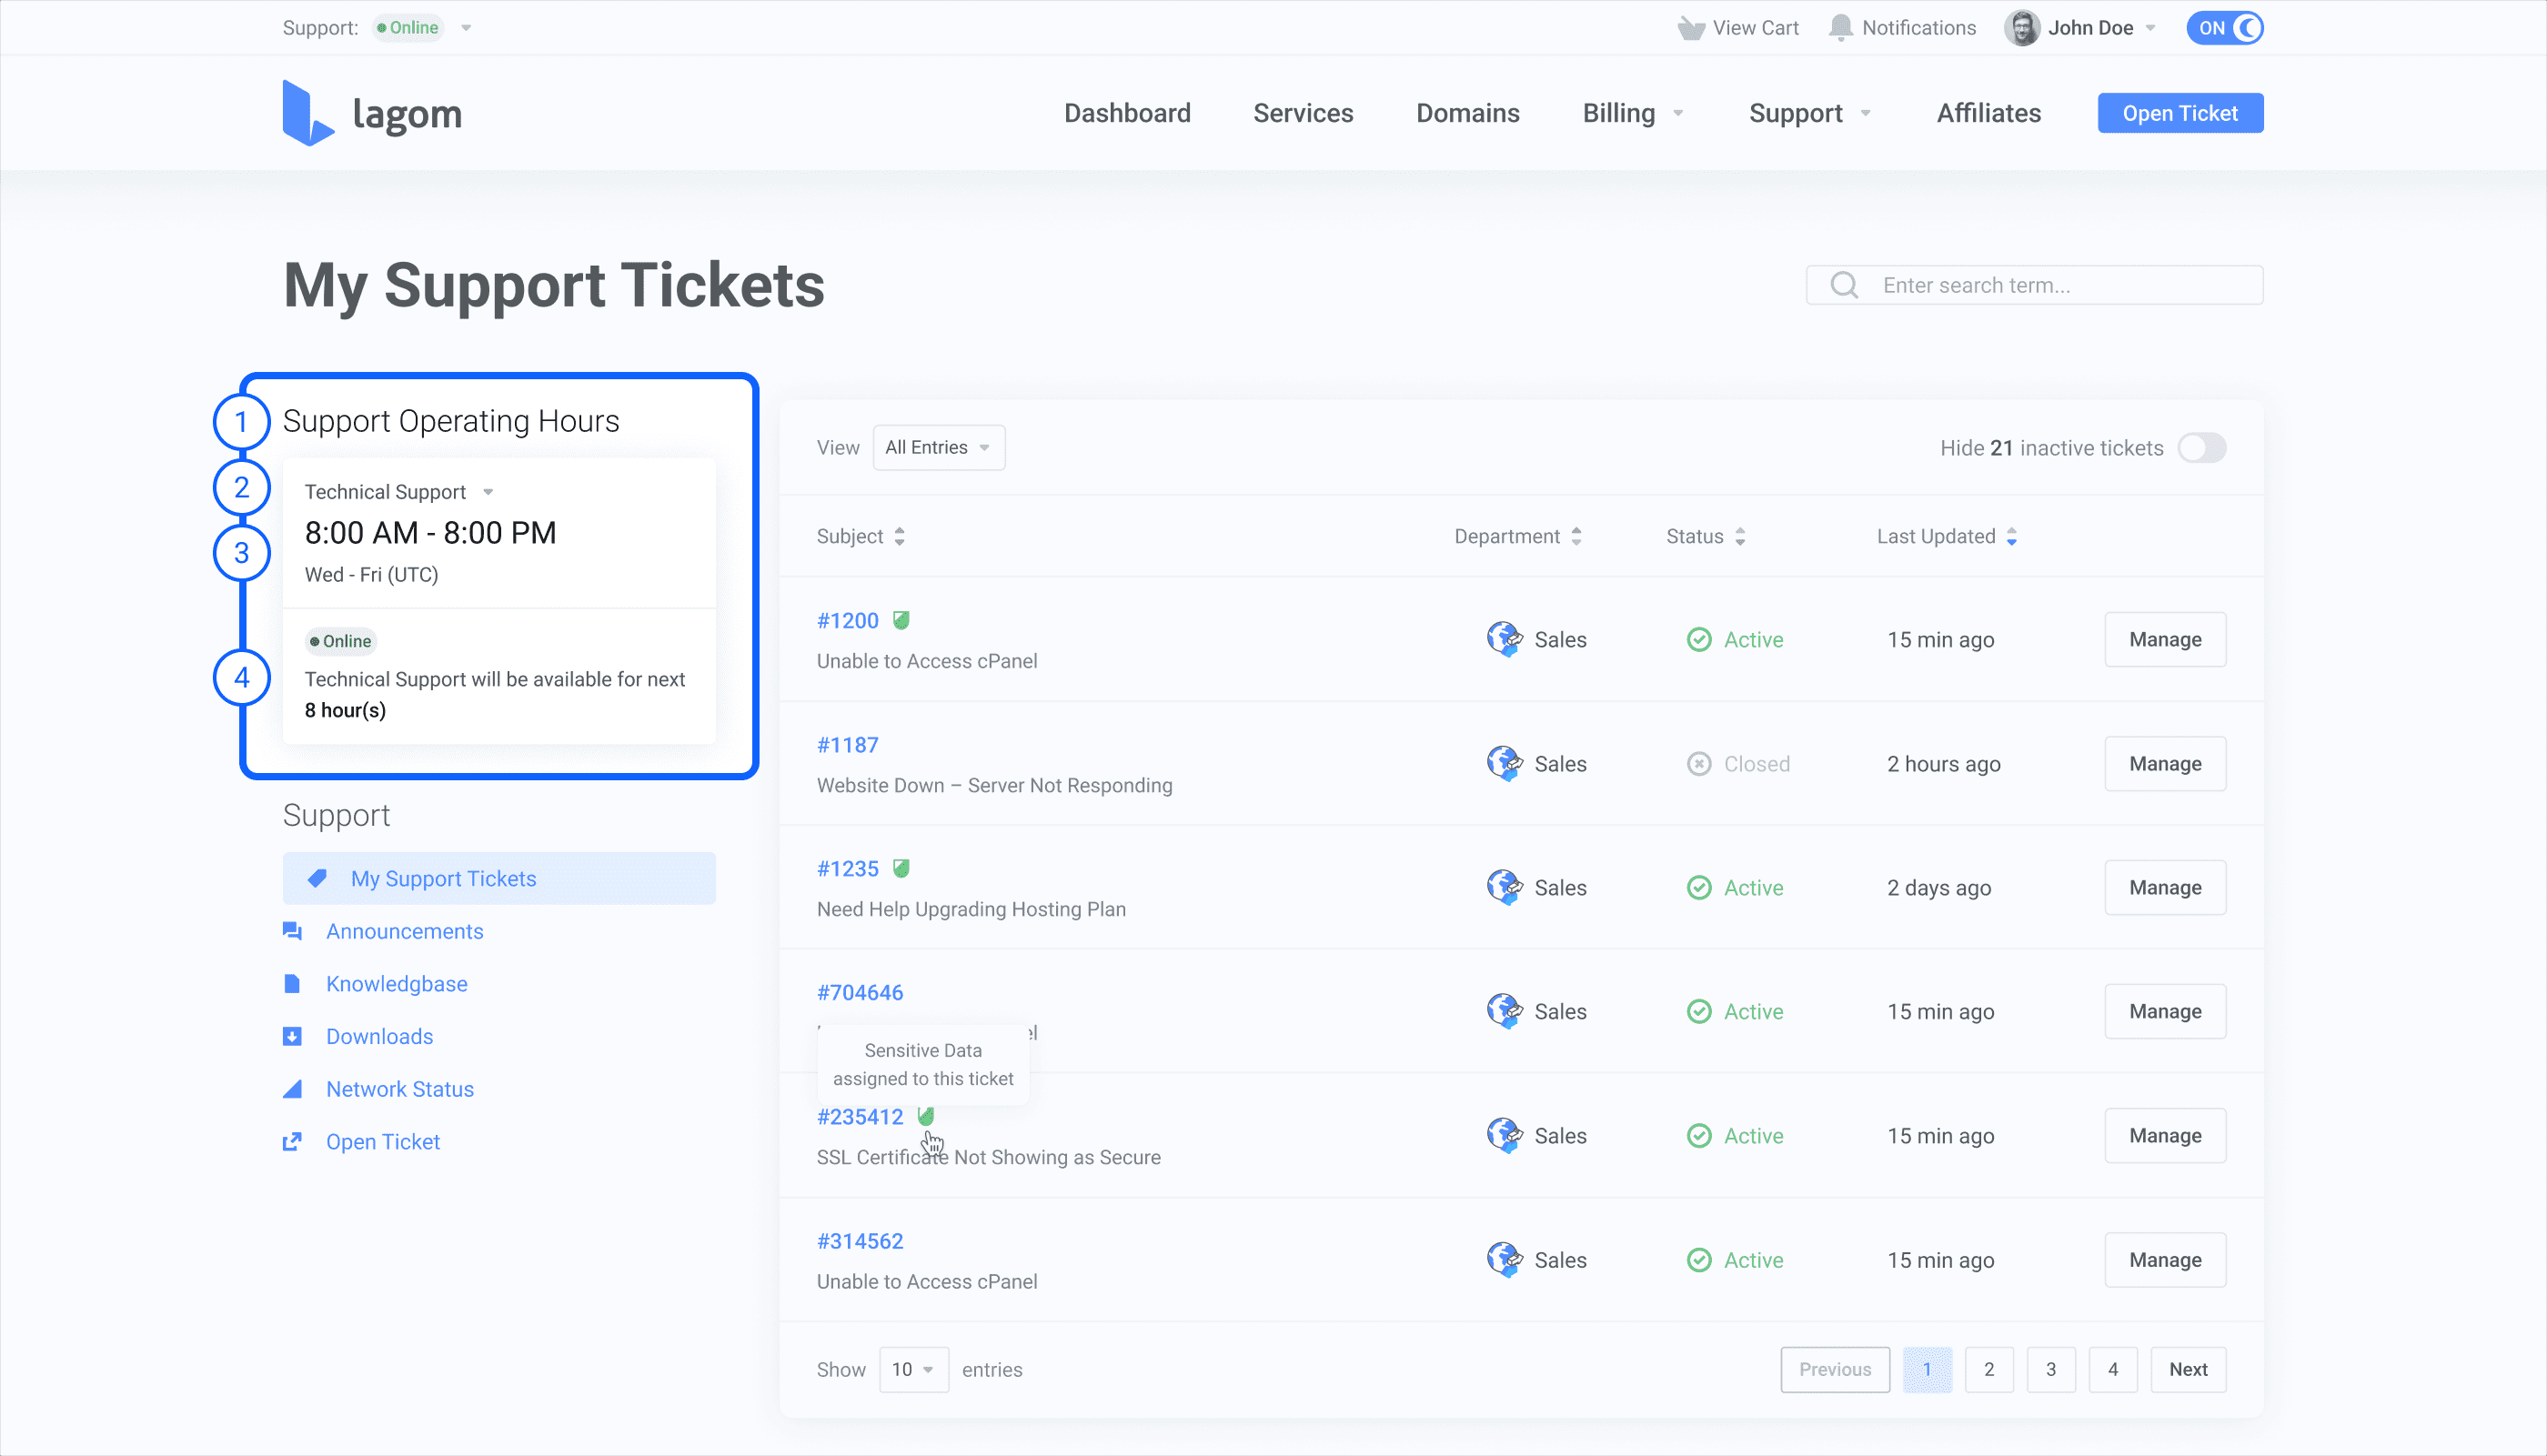 Support: Online
View Cart Notifications John Doe ON
lagom
Dashboard Services Domains Billing Support Affiliates Open Ticket
My Support Tickets
Enter search term...
1 Support Operating Hours
2 Technical Support
3 8:00 AM - 8:00 PM
Wed - Fri (UTC)
Online
4 Technical Support will be available for next
8 hour(s)
Support
My Support Tickets
Announcements
Knowledgbase
Downloads
Network Status
Open Ticket
View All Entries Hide 21 inactive tickets
Subject Department Status Last Updated
#1200
Unable to Access cPanel
Sales Active 15 min ago Manage
#1187
Website Down – Server Not Responding
Sales Closed 2 hours ago Manage
#1235
Need Help Upgrading Hosting Plan
Sales Active 2 days ago Manage
#704646
Sales Active 15 min ago Manage
Sensitive Data
assigned to this ticket
#235412
SSL Certificate Not Showing as Secure
Sales Active 15 min ago Manage
#314562
Unable to Access cPanel
Sales Active 15 min ago Manage
Show 10 entries
Previous 1 2 3 4 Next